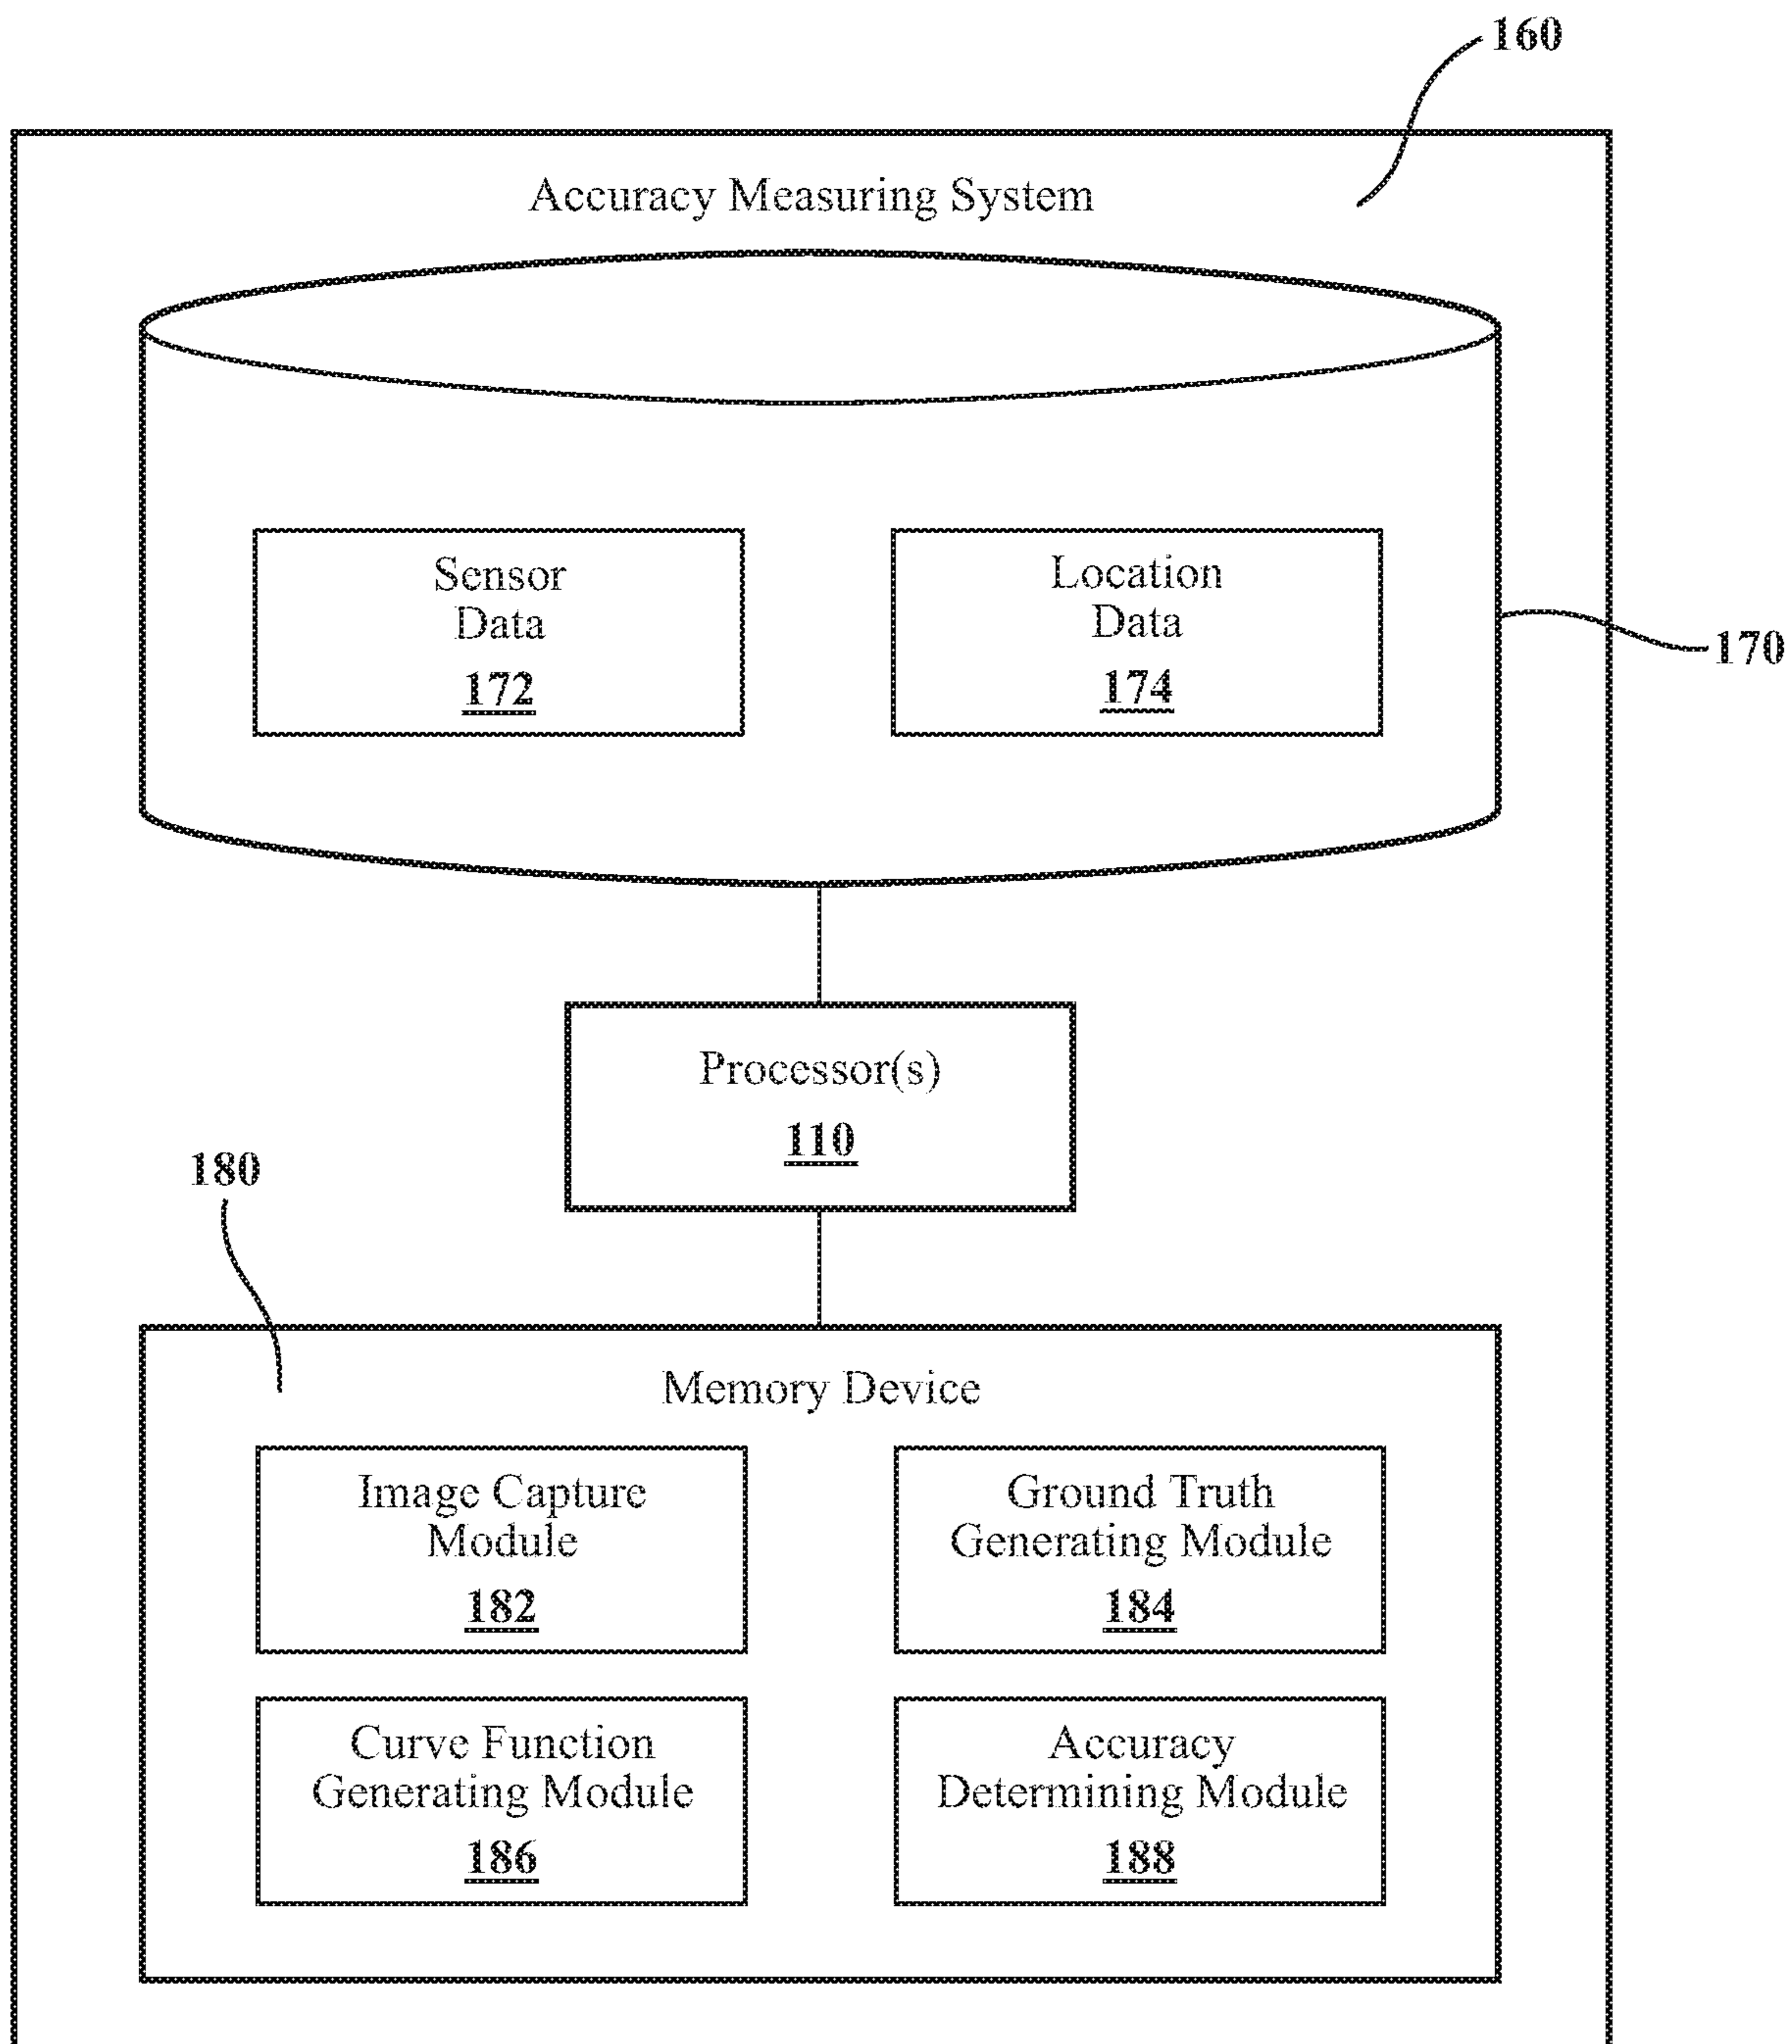 160
Accuracy Measuring System
Sensor
Data
172
Location
Data
174
170
Processor(s)
110
180
Memory Device
Image Capture
Module
182
Ground Truth
Generating Module
184
Curve Function
Generating Module
186
Accuracy
Determining Module
188